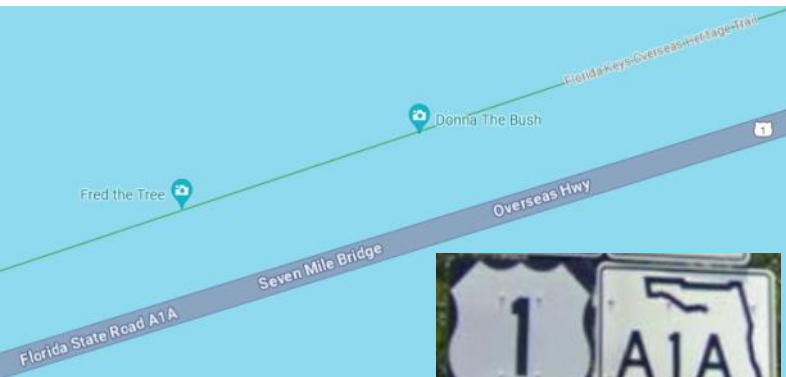 Florida Keys Overseas Heritage Trail
Donna The Bush
1
Fred the Tree
Overseas Hwy
Seven Mile Bridge
Florida State Road A1A
1
A1A